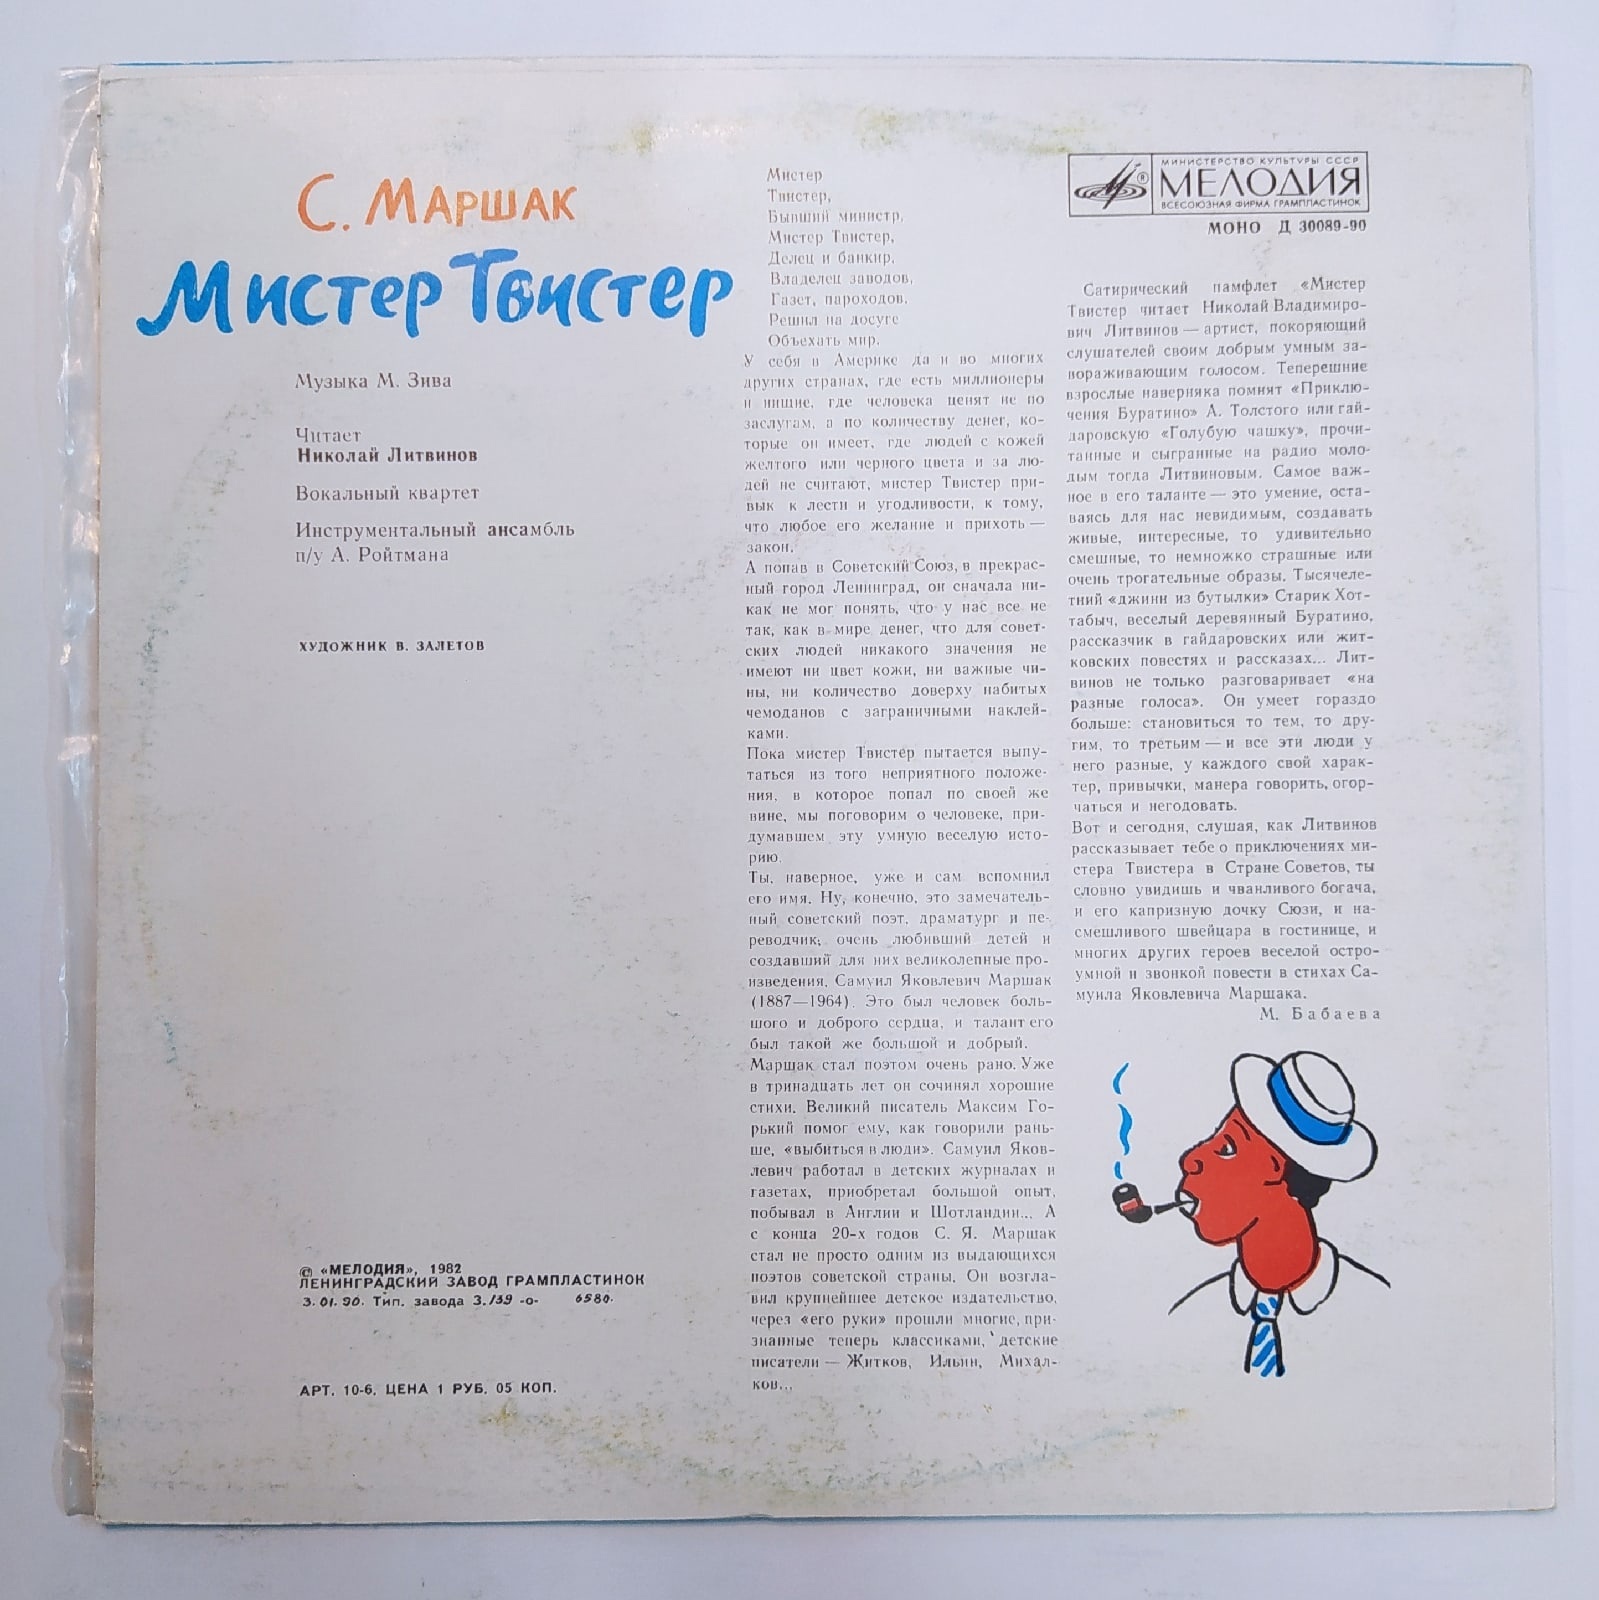 С. МАРШАК
Мистер Твистер
Музыка М. Зива
Читает
Николай Литвинов
Вокальный квартет
Инструментальный ансамбль
п/у А. Ройтмана
ХУДОЖНИК В. ЗАЛЕТОВ
© «МЕЛОДИЯ», 1982
ЛЕНИНГРАДСКИЙ ЗАВОД ГРАМПЛАСТИНОК
3.01.90. Тип. завода З.139 -о- 6580.
АРТ. 10-6. ЦЕНА 1 РУБ. 05 КОП.
Мистер
Твистер,
Бывший министр,
Мистер Твистер,
Делец и банкир,
Владелец заводов,
Газет, пароходов,
Решил на досуге
Объехать мир.
У себя в Америке да и во многих
других странах, где есть миллионеры
и нищие, где человека ценят не по
заслугам, а по количеству денег, ко-
торые он имеет, где людей с кожей
желтого или черного цвета и за лю-
дей не считают, мистер Твистер при-
вык к лести и угодливости, к тому,
что любое его желание и прихоть —
закон.
А попав в Советский Союз, в прекрас-
ный город Ленинград, он сначала ни-
как не мог понять, что у нас все не
так, как в мире денег, что для совет-
ских людей никакого значения не
имеют ни цвет кожи, ни важные чи-
ны, ни количество доверху набитых
чемоданов с заграничными наклей-
ками.
Пока мистер Твистер пытается выпу-
таться из того неприятного положе-
ния, в которое попал по своей же
вине, мы поговорим о человеке, при-
думавшем эту умную веселую исто-
рию.
Ты, наверное, уже и сам вспомнил
его имя. Ну, конечно, это замечатель-
ный советский поэт, драматург и пе-
реводчик, очень любивший детей и
создавший для них великолепные про-
изведения, Самуил Яковлевич Маршак
(1887—1964). Это был человек боль-
шого и доброго сердца, и талант его
был такой же большой и добрый.
Маршак стал поэтом очень рано. Уже
в тринадцать лет он сочинял хорошие
стихи. Великий писатель Максим Го-
рький помог ему, как говорили рань-
ше, «выбиться в люди». Самуил Яков-
левич работал в детских журналах и
газетах, приобретал большой опыт,
побывал в Англии и Шотландии... А
с конца 20-х годов С. Я. Маршак
стал не просто одним из выдающихся
поэтов советской страны. Он возгла-
вил крупнейшее детское издательство,
через «его руки» прошли многие, при-
знанные теперь классиками, детские
писатели — Житков, Ильин, Михал-
ков...
МИНИСТЕРСТВО КУЛЬТУРЫ СССР
МЕЛОДИЯ
ВСЕСОЮЗНАЯ ФИРМА ГРАМПЛАСТИНОК
МОНО Д 30089-90
Сатирический памфлет «Мистер
Твистер читает Николай Владимиро-
вич Литвинов — артист, покоряющий
слушателей своим добрым умным за-
вораживающим голосом. Теперешние
взрослые наверняка помнят «Приклю-
чения Буратино» А. Толстого или гай-
даровскую «Голубую чашку», прочи-
танные и сыгранные на радио моло-
дым тогда Литвиновым. Самое важ-
ное в его таланте — это умение, оста-
ваясь для нас невидимым, создавать
живые, интересные, то удивительно
смешные, то немножко страшные или
очень трогательные образы. Тысячеле-
тний «джинн из бутылки» Старик Хот-
табыч, веселый деревянный Буратино,
рассказчик в гайдаровских или жит-
ковских повестях и рассказах... Лит-
винов не только разговаривает «на
разные голоса». Он умеет гораздо
больше: становиться то тем, то дру-
гим, то третьим — и все эти люди у
него разные, у каждого свой харак-
тер, привычки, манера говорить, огор-
чаться и негодовать.
Вот и сегодня, слушая, как Литвинов
рассказывает тебе о приключениях ми-
стера Твистера в Стране Советов, ты
словно увидишь и чванливого богача,
и его капризную дочку Сюзи, и на-
смешливого швейцара в гостинице, и
многих других героев веселой остро-
умной и звонкой повести в стихах Са-
муила Яковлевича Маршака.
М. Бабаева